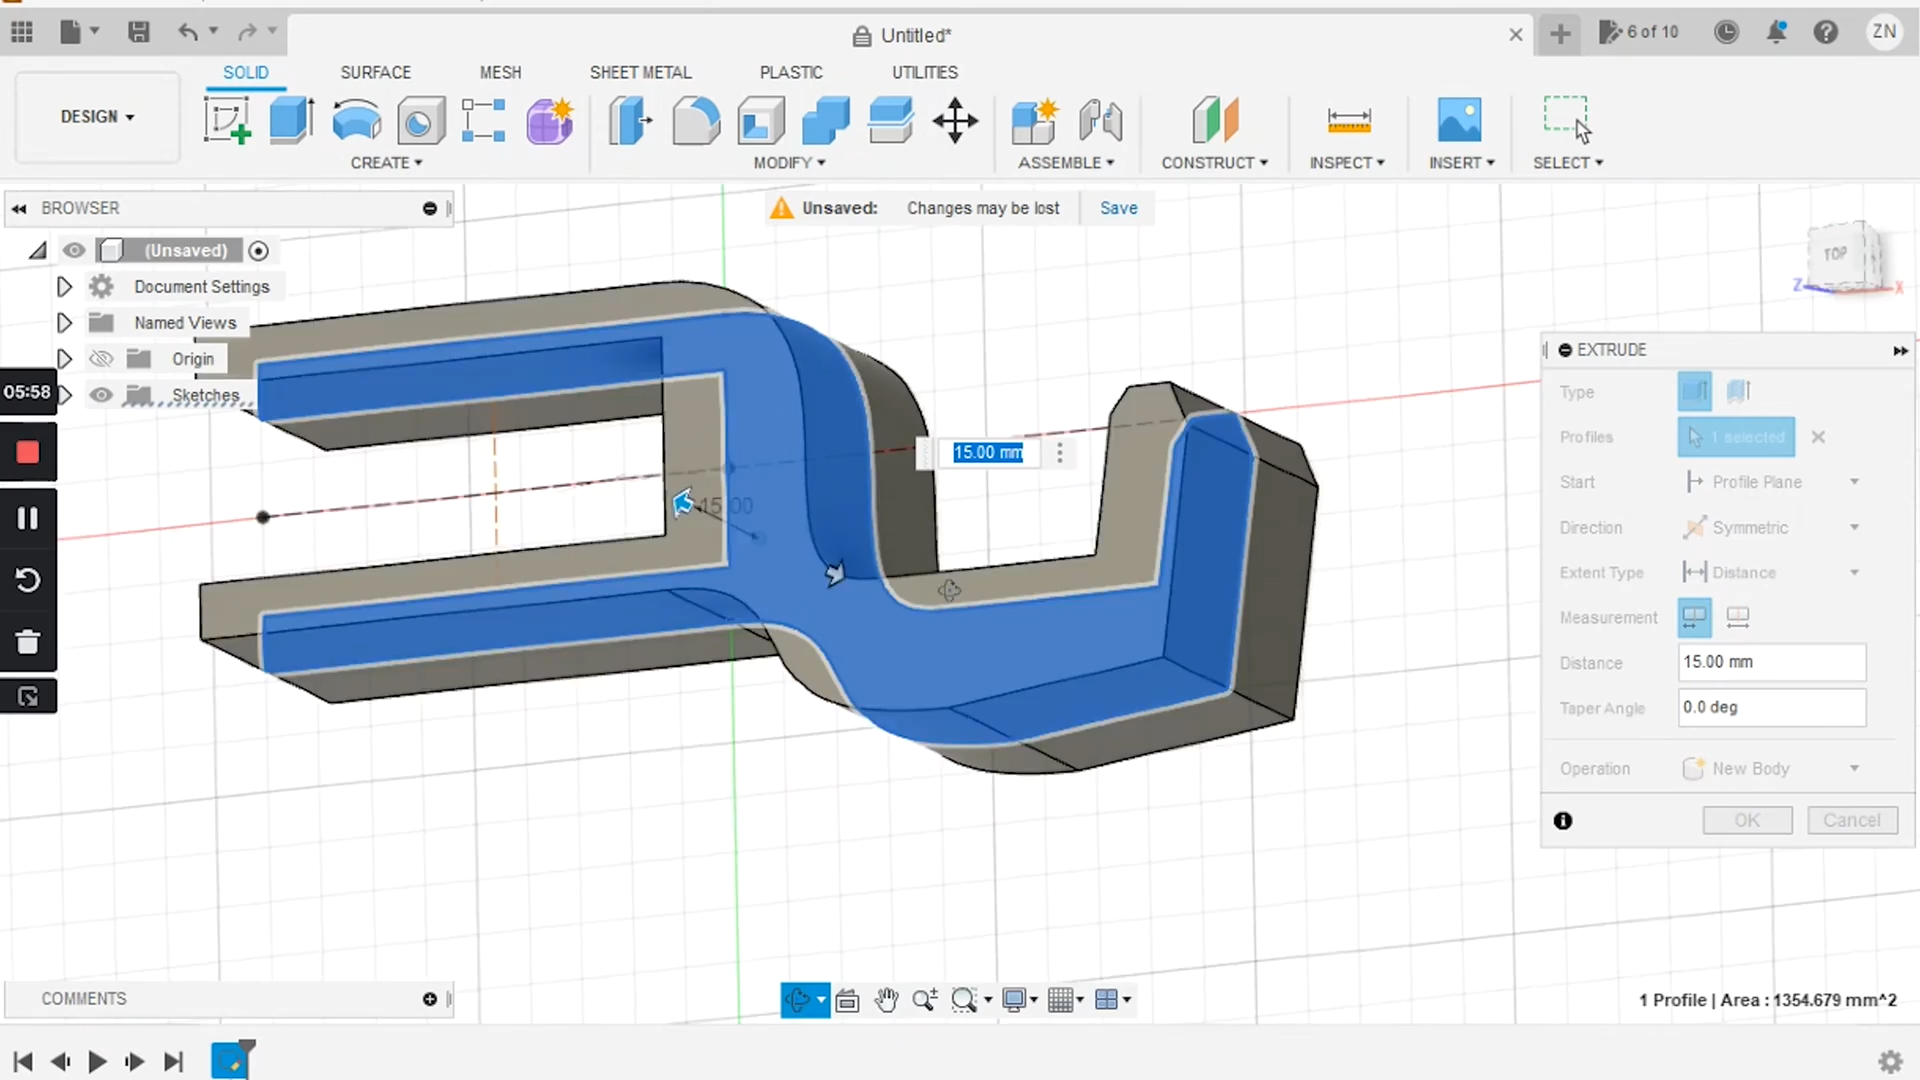 Untitled*
6 of 10
ZN
DESIGN
SOLID
SURFACE
MESH
SHEET METAL
PLASTIC
UTILITIES
CREATE
MODIFY
ASSEMBLE
CONSTRUCT
INSPECT
INSERT
SELECT
BROWSER
Unsaved:
Changes may be lost
Save
(Unsaved)
Document Settings
Named Views
Origin
Sketches
05:58
TOP
Z
X
15.00 mm
15.00
EXTRUDE
Type
Profiles
1 selected
Start
Profile Plane
Direction
Symmetric
Extent Type
Distance
Measurement
Distance
15.00 mm
Taper Angle
0.0 deg
Operation
New Body
OK
Cancel
COMMENTS
1 Profile | Area : 1354.679 mm^2